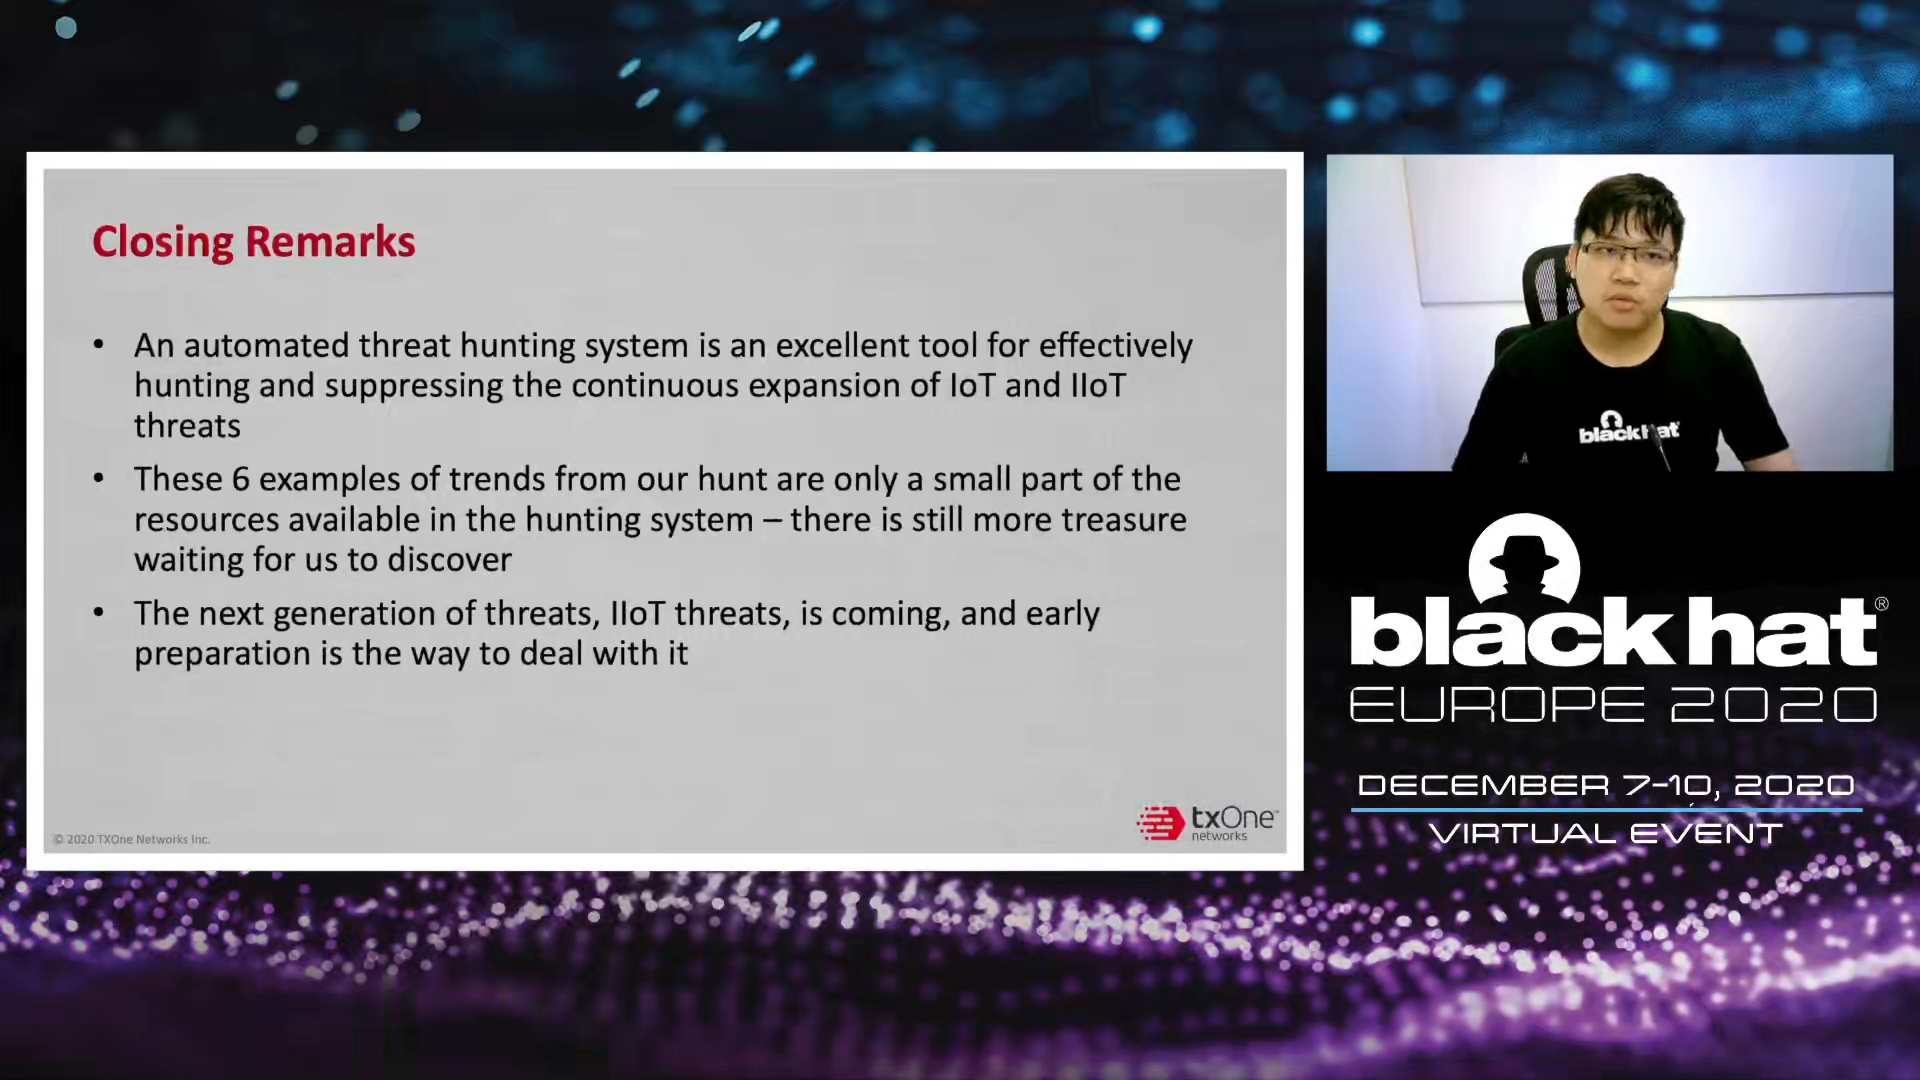 Closing Remarks
• An automated threat hunting system is an excellent tool for effectively
hunting and suppressing the continuous expansion of IoT and IIoT
threats
• These 6 examples of trends from our hunt are only a small part of the
resources available in the hunting system – there is still more treasure
waiting for us to discover
• The next generation of threats, IIoT threats, is coming, and early
preparation is the way to deal with it
© 2020 TXOne Networks Inc.
txOne™
networks
black hat
black hat®
EUROPE 2020
DECEMBER 7-10, 2020
VIRTUAL EVENT